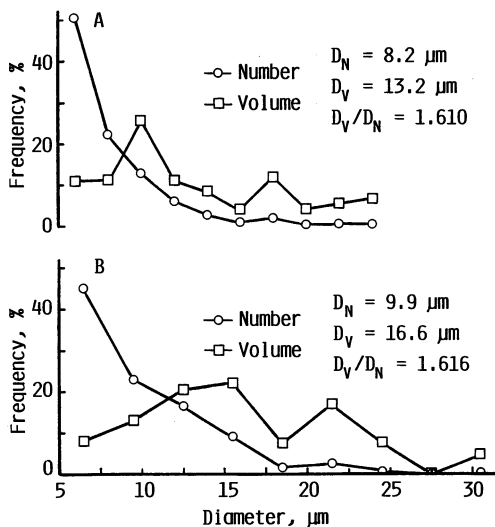 A
Frequency, %
40
20
0
Number
Volume
D_N = 8.2 µm
D_V = 13.2 µm
D_V/D_N = 1.610
B
Frequency, %
40
20
0
Number
Volume
D_N = 9.9 µm
D_V = 16.6 µm
D_V/D_N = 1.616
5 10 15 20 25 30
Diameter, µm